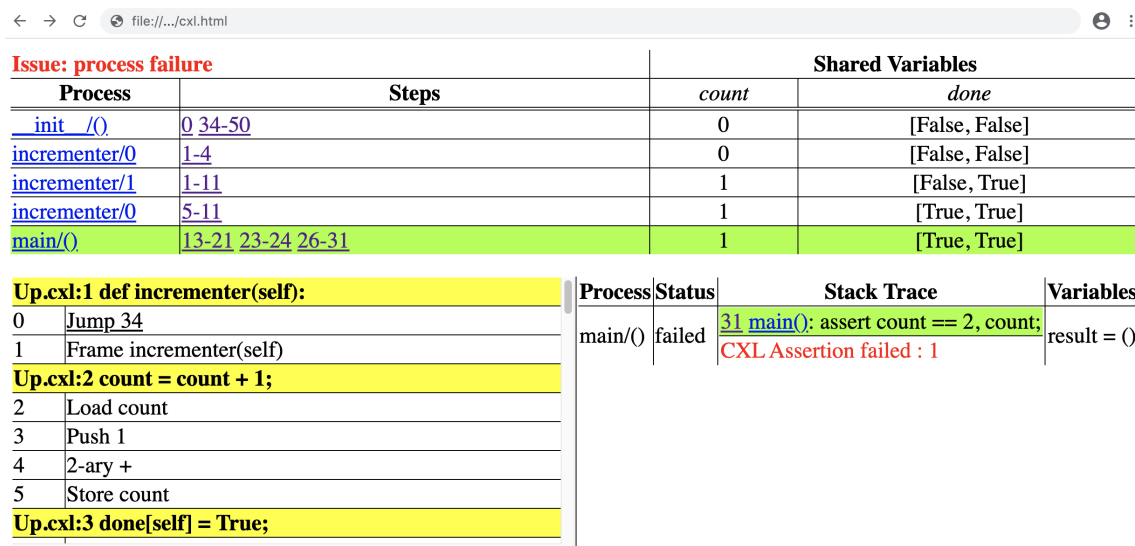 file://.../cxl.html
Issue: process failure Shared Variables
Process Steps count done
__init__/() 0 34-50 0 [False, False]
incrementer/0 1-4 0 [False, False]
incrementer/1 1-11 1 [False, True]
incrementer/0 5-11 1 [True, True]
main/() 13-21 23-24 26-31 1 [True, True]
Up.cxl:1 def incrementer(self):
0 Jump 34
1 Frame incrementer(self)
Up.cxl:2 count = count + 1;
2 Load count
3 Push 1
4 2-ary +
5 Store count
Up.cxl:3 done[self] = True;
Process Status Stack Trace Variables
main/() failed 31 main(): assert count == 2, count; result = ()
CXL Assertion failed : 1